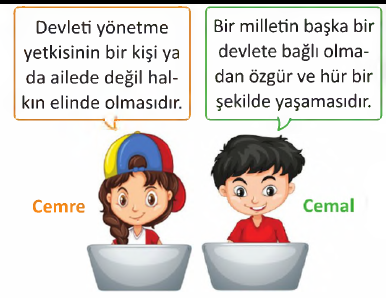 Devleti yönetme
yetkisinin bir kişi ya
da ailede değil hal-
kın elinde olmasıdır.
Bir milletin başka bir
devlete bağlı olma-
dan özgür ve hür bir
şekilde yaşamasıdır.
Cemre
Cemal